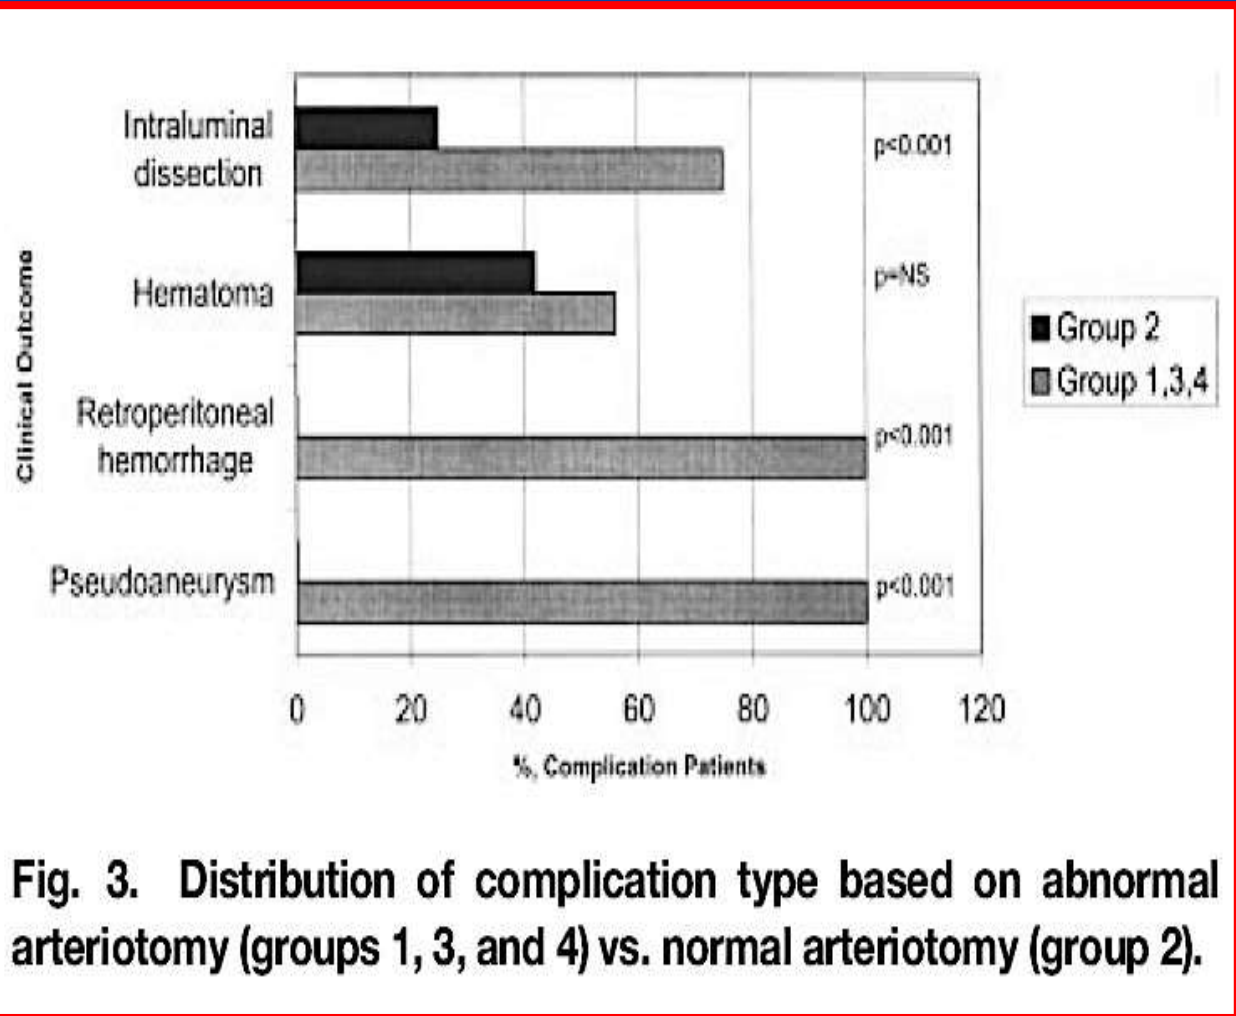 Intraluminal
dissection
p<0.001
Hematoma
p=NS
Retroperitoneal
hemorrhage
p<0.001
Pseudoaneurysm
p<0.001
Clinical Outcome
Group 2
Group 1,3,4
0 20 40 60 80 100 120
%, Complication Patients
Fig. 3. Distribution of complication type based on abnormal
arteriotomy (groups 1, 3, and 4) vs. normal arteriotomy (group 2).